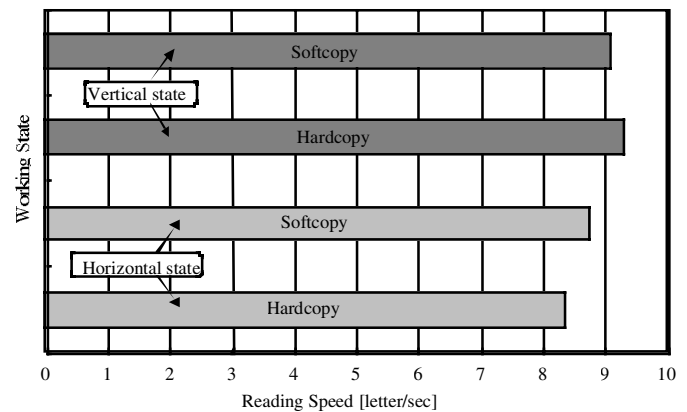 Softcopy
Vertical state
Hardcopy
Working State
Softcopy
Horizontal state
Hardcopy
0 1 2 3 4 5 6 7 8 9 10
Reading Speed [letter/sec]